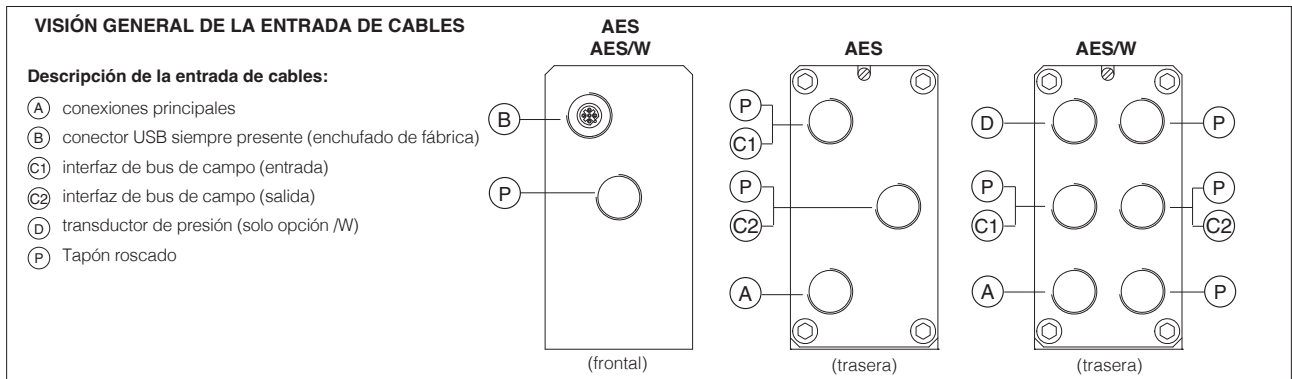 VISIÓN GENERAL DE LA ENTRADA DE CABLES
Descripción de la entrada de cables:
A conexiones principales
B conector USB siempre presente (enchufado de fábrica)
C1 interfaz de bus de campo (entrada)
C2 interfaz de bus de campo (salida)
D transductor de presión (solo opción /W)
P Tapón roscado
AES
AES/W
B
P
(frontal)
AES
P
C1
P
C2
A
(trasera)
AES/W
D
P
P
C1
P
C2
A
P
(trasera)